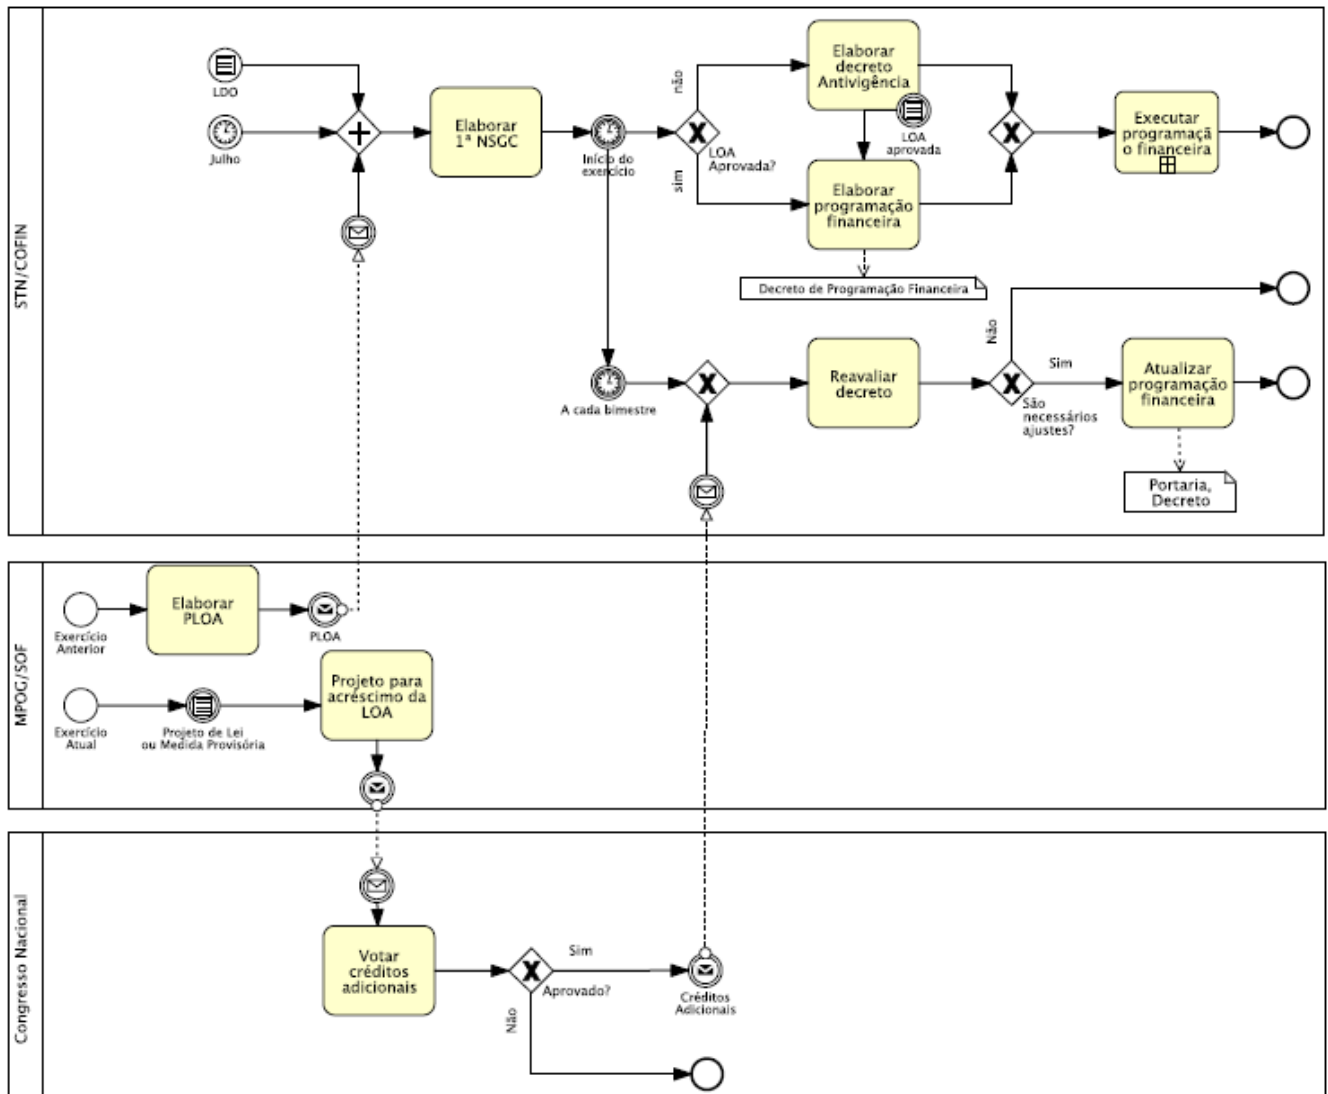 STN/COFIN
LDO
Julho
Elaborar
1ª NSGC
Início do
exercício
não
sim
LOA
Aprovada?
Elaborar
decreto
Antivigência
LOA
aprovada
Elaborar
programação
financeira
Decreto de Programação Financeira
Executar
programaçã
o financeira
A cada bimestre
Reavaliar
decreto
Não
Sim
São
necessários
ajustes?
Atualizar
programação
financeira
Portaria,
Decreto
MPOG/SOF
Exercício
Anterior
Elaborar
PLOA
PLOA
Exercício
Atual
Projeto de Lei
ou Medida Provisória
Projeto para
acréscimo da
LOA
Congresso Nacional
Votar
créditos
adicionais
Sim
Aprovado?
Não
Créditos
Adicionais